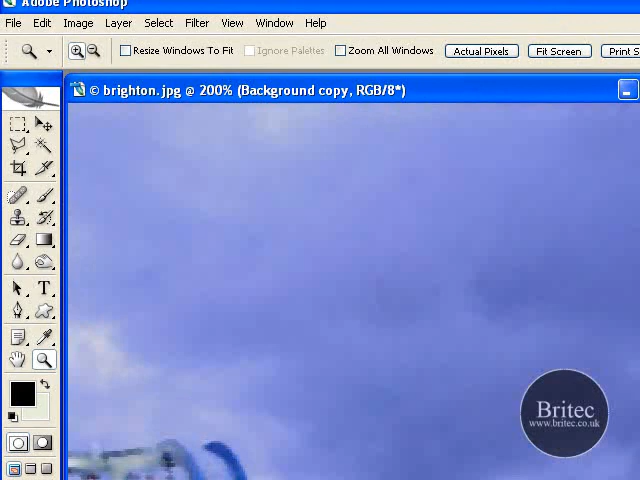 Adobe Photoshop
File Edit Image Layer Select Filter View Window Help
Resize Windows To Fit Ignore Palettes Zoom All Windows Actual Pixels Fit Screen Print S
© brighton.jpg @ 200% (Background copy, RGB/8*)
T
Britec
www.britec.co.uk